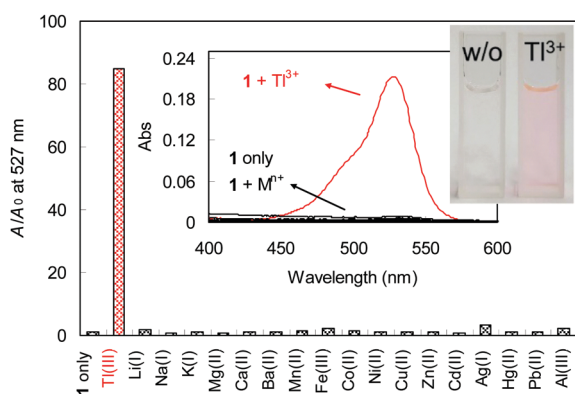 100
80
60
40
20
0
A/A0 at 527 nm
0.24
0.18
0.12
0.06
0
Abs
1 + Tl3+
1 only
1 + Mn+
400
450
500
550
600
Wavelength (nm)
w/o
Tl3+
1 only
Tl(III)
Li(I)
Na(I)
K(I)
Mg(II)
Ca(II)
Ba(II)
Mn(II)
Fe(III)
Co(II)
Ni(II)
Cu(II)
Zn(II)
Cd(II)
Ag(I)
Hg(II)
Pb(II)
Al(III)